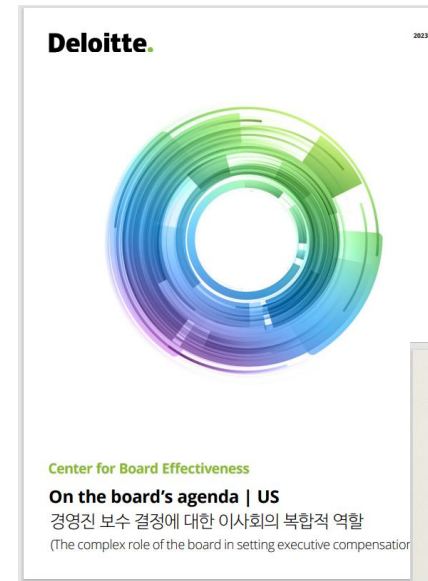 Deloitte.
2023
Center for Board Effectiveness
On the board's agenda | US
경영진 보수 결정에 대한 이사회의 복합적 역할
(The complex role of the board in setting executive compensation